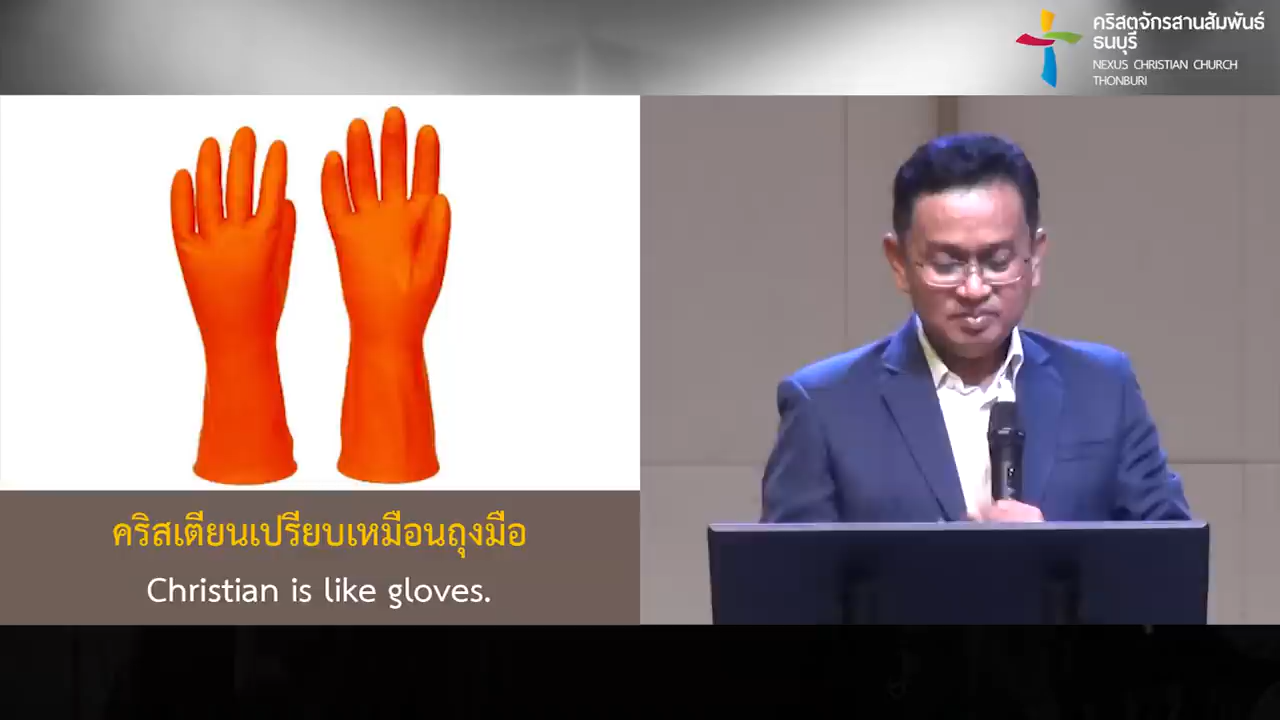 คริสตจักรสานสัมพันธ์
ธนบุรี
NEXUS CHRISTIAN CHURCH
THONBURI
คริสเตียนเปรียบเหมือนถุงมือ
Christian is like gloves.